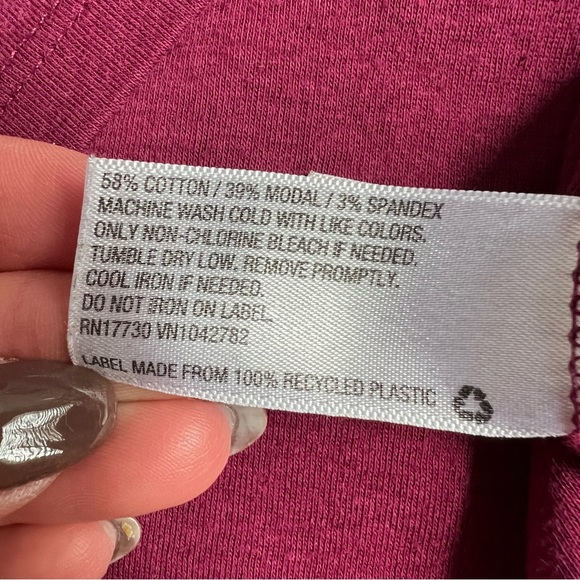 58% COTTON / 39% MODAL / 3% SPANDEX
MACHINE WASH COLD WITH LIKE COLORS.
ONLY NON-CHLORINE BLEACH IF NEEDED.
TUMBLE DRY LOW. REMOVE PROMPTLY.
COOL IRON IF NEEDED.
DO NOT IRON ON LABEL.
RN17730 VN1042782
LABEL MADE FROM 100% RECYCLED PLASTIC